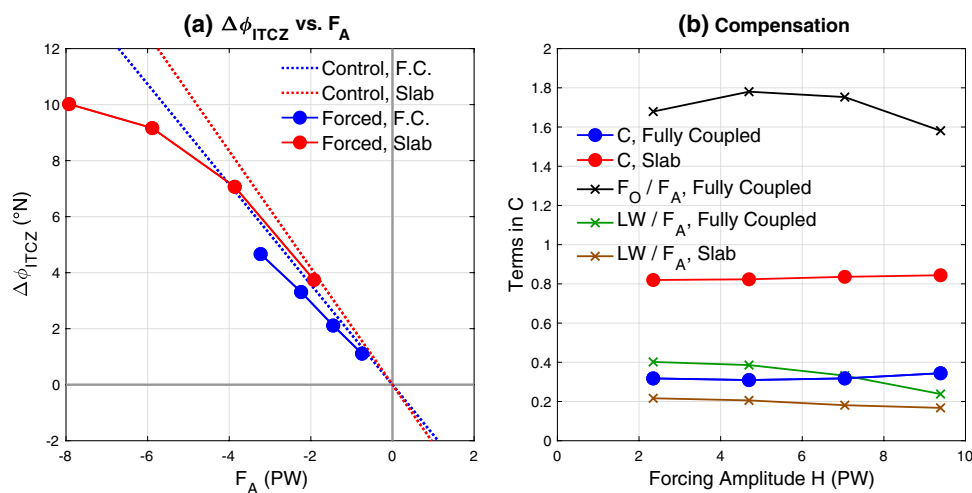 (a) Δϕ_ITCZ vs. F_A
12
10
8
6
4
2
0
-2
-8
-6
-4
-2
0
2
Δϕ_ITCZ (°N)
F_A (PW)
Control, F.C.
Control, Slab
Forced, F.C.
Forced, Slab
(b) Compensation
2
1.8
1.6
1.4
1.2
1
0.8
0.6
0.4
0.2
0
0
2
4
6
8
10
Terms in C
Forcing Amplitude H (PW)
C, Fully Coupled
C, Slab
F_O / F_A, Fully Coupled
LW / F_A, Fully Coupled
LW / F_A, Slab